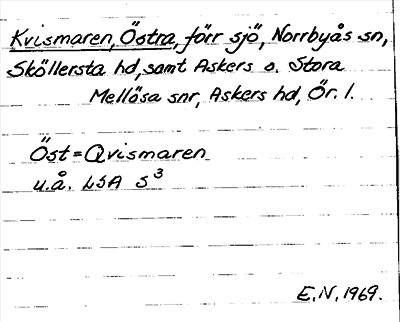 Kvismaren, Östra, förr sjö, Norrbyås sn,
Sköllersta hd, samt Askers o. Stora
Mellösa snr, Askers hd, Ör. l.
Öst=Qvismaren
u.å. LSA S³
E.N. 1969.